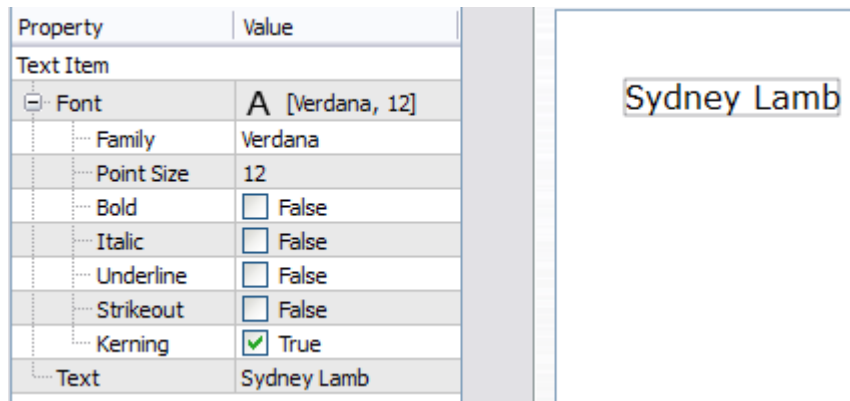 Property Value
Text Item
Font A [Verdana, 12]
Family Verdana
Point Size 12
Bold False
Italic False
Underline False
Strikeout False
Kerning True
Text Sydney Lamb
Sydney Lamb